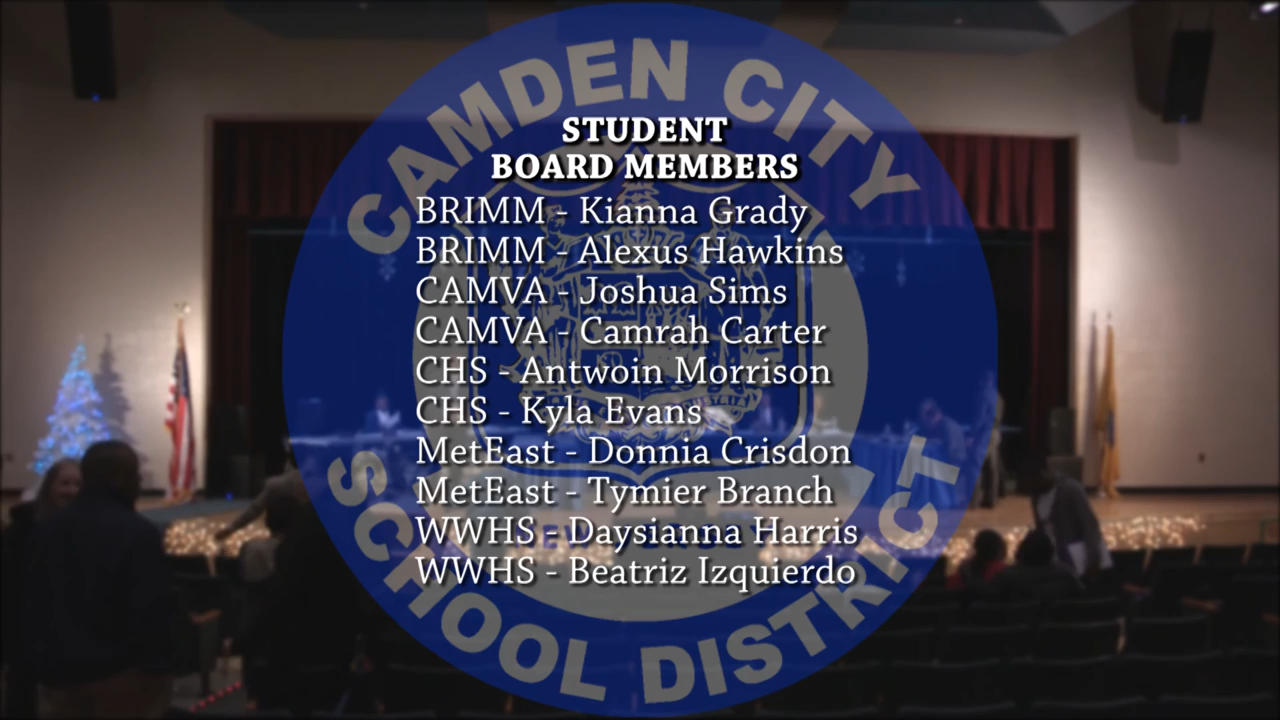 CAMDEN CITY
STUDENT
BOARD MEMBERS
BRIMM - Kianna Grady
BRIMM - Alexus Hawkins
CAMVA - Joshua Sims
CAMVA - Camrah Carter
CHS - Antwoin Morrison
CHS - Kyla Evans
MetEast - Donnia Crisdon
MetEast - Tymier Branch
WWHS - Daysianna Harris
WWHS - Beatriz Izquierdo
SCHOOL DISTRICT